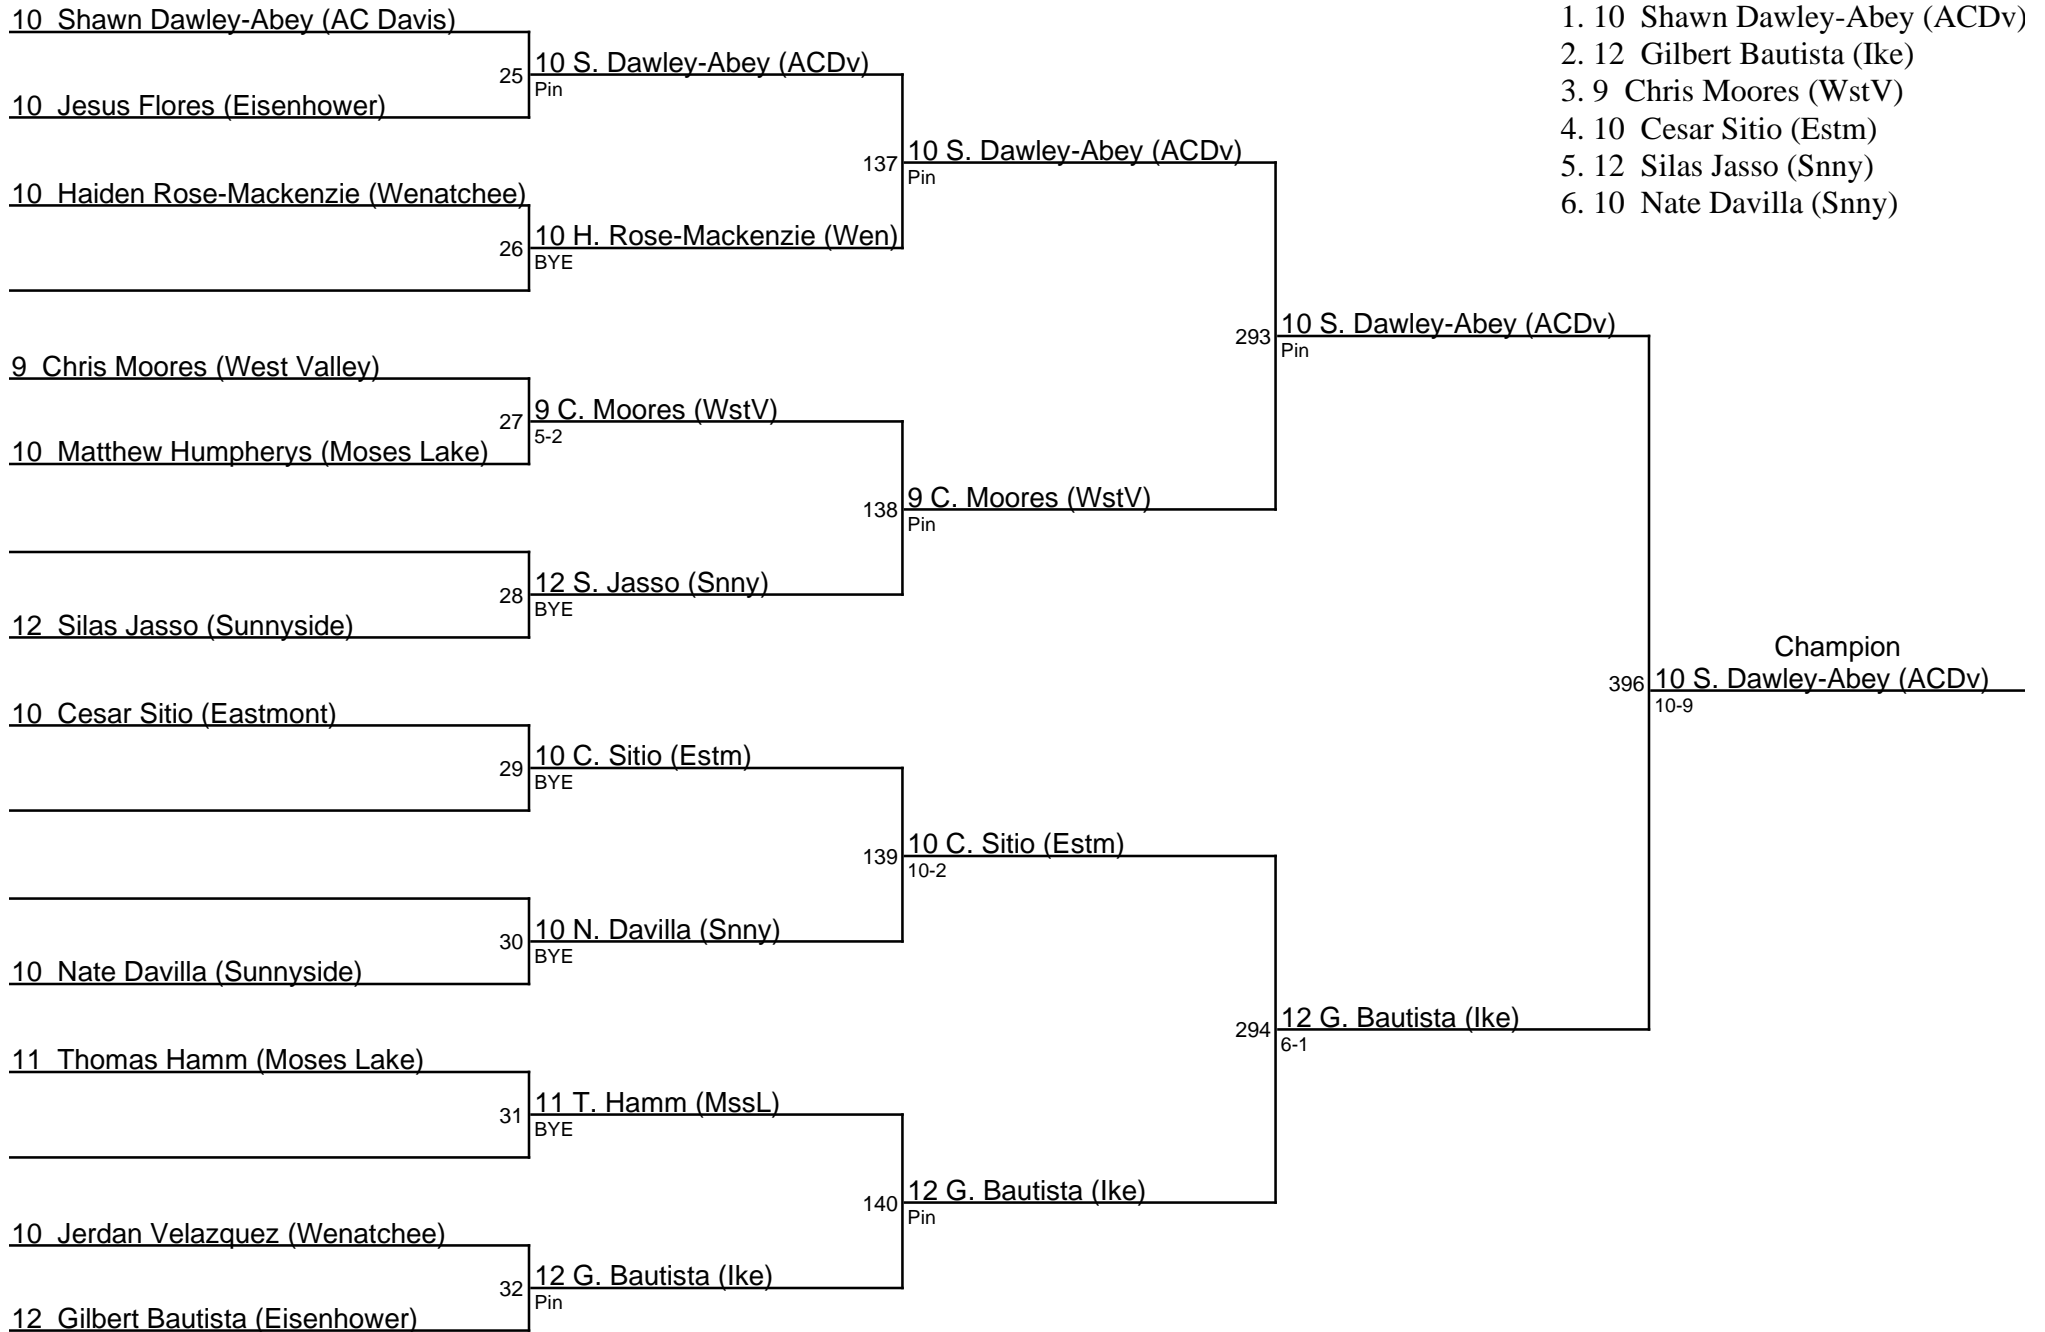 10  Shawn Dawley-Abey (AC Davis)
25
10 S. Dawley-Abey (ACDv)
Pin
10  Jesus Flores (Eisenhower)
137
10 S. Dawley-Abey (ACDv)
Pin
10  Haiden Rose-Mackenzie (Wenatchee)
26
10 H. Rose-Mackenzie (Wen)
BYE
293
10 S. Dawley-Abey (ACDv)
Pin
9  Chris Moores (West Valley)
27
9 C. Moores (WstV)
5-2
10  Matthew Humpherys (Moses Lake)
138
9 C. Moores (WstV)
Pin
28
12 S. Jasso (Snny)
BYE
12  Silas Jasso (Sunnyside)
Champion
396
10 S. Dawley-Abey (ACDv)
10-9
10  Cesar Sitio (Eastmont)
29
10 C. Sitio (Estm)
BYE
139
10 C. Sitio (Estm)
10-2
30
10 N. Davilla (Snny)
BYE
10  Nate Davilla (Sunnyside)
294
12 G. Bautista (Ike)
6-1
11  Thomas Hamm (Moses Lake)
31
11 T. Hamm (MssL)
BYE
140
12 G. Bautista (Ike)
Pin
10  Jerdan Velazquez (Wenatchee)
32
12 G. Bautista (Ike)
Pin
12  Gilbert Bautista (Eisenhower)
1. 10  Shawn Dawley-Abey (ACDv)
2. 12  Gilbert Bautista (Ike)
3. 9  Chris Moores (WstV)
4. 10  Cesar Sitio (Estm)
5. 12  Silas Jasso (Snny)
6. 10  Nate Davilla (Snny)